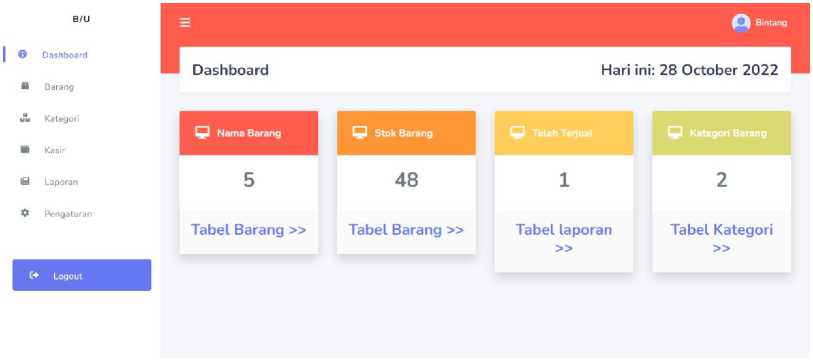 B/U
Dashboard
Barang
Kategori
Kasir
Laporan
Pengaturan
Logout
Bintang
Dashboard
Hari ini: 28 October 2022
Nama Barang
5
Tabel Barang >>
Stok Barang
48
Tabel Barang >>
Telah Terjual
1
Tabel laporan
>>
Kategori Barang
2
Tabel Kategori
>>